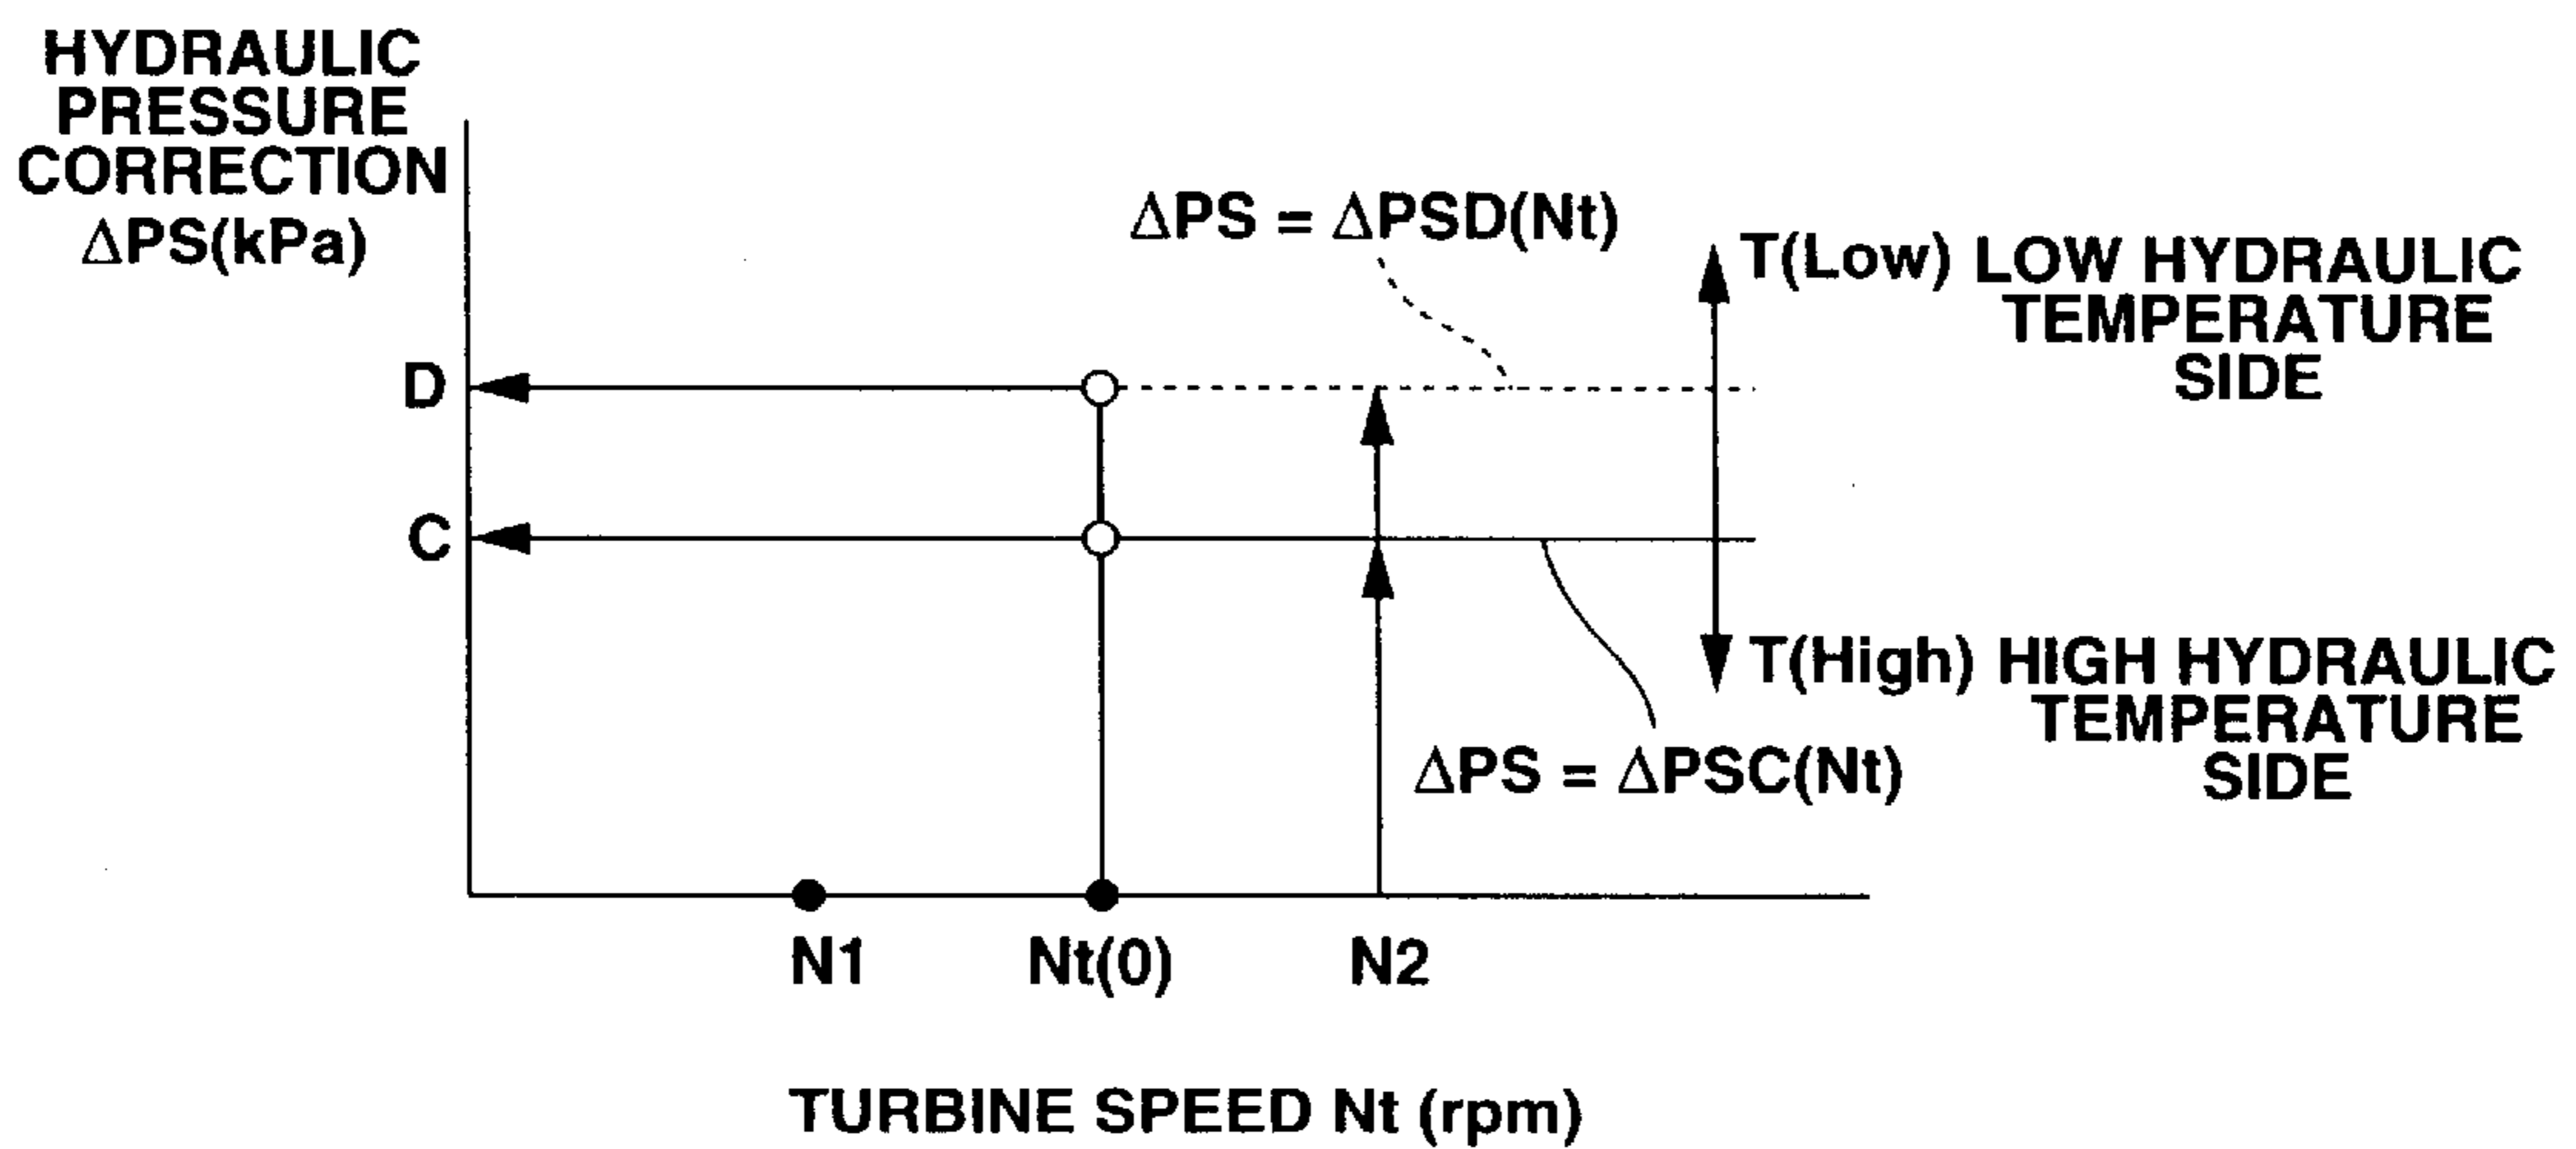 HYDRAULIC
PRESSURE
CORRECTION
ΔPS(kPa)
ΔPS = ΔPSD(Nt)
T(Low) LOW HYDRAULIC
TEMPERATURE
SIDE
D
C
T(High) HIGH HYDRAULIC
TEMPERATURE
SIDE
ΔPS = ΔPSC(Nt)
N1 Nt(0) N2
TURBINE SPEED Nt (rpm)